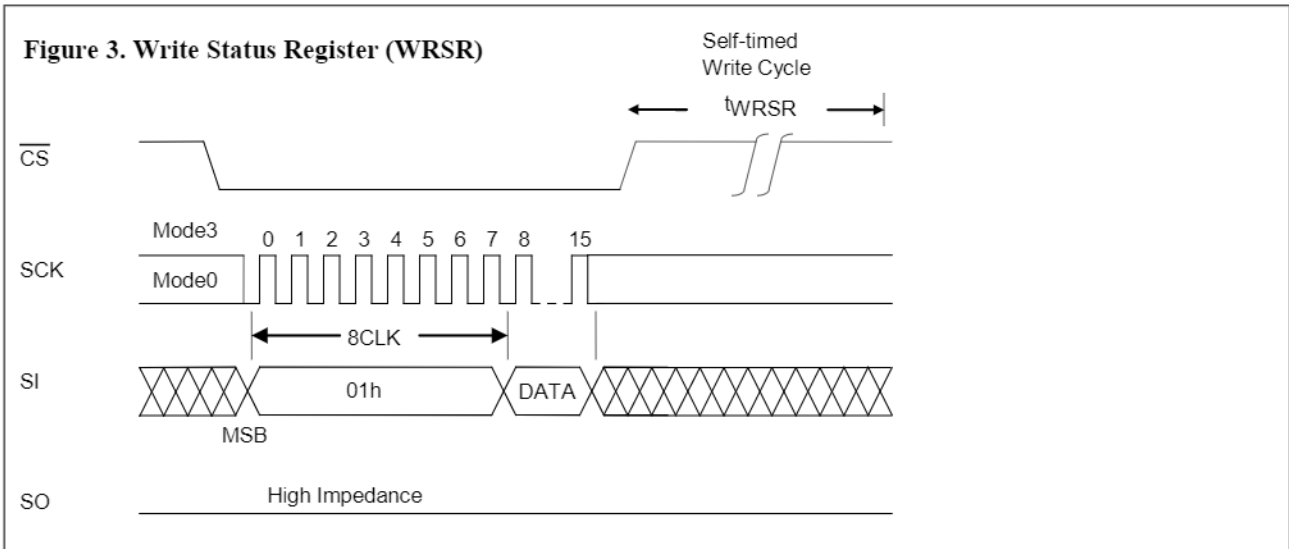 Figure 3. Write Status Register (WRSR)
Self-timed
Write Cycle
tWRSR
CS
Mode3
0 1 2 3 4 5 6 7 8 15
SCK
Mode0
8CLK
SI
01h
DATA
MSB
High Impedance
SO